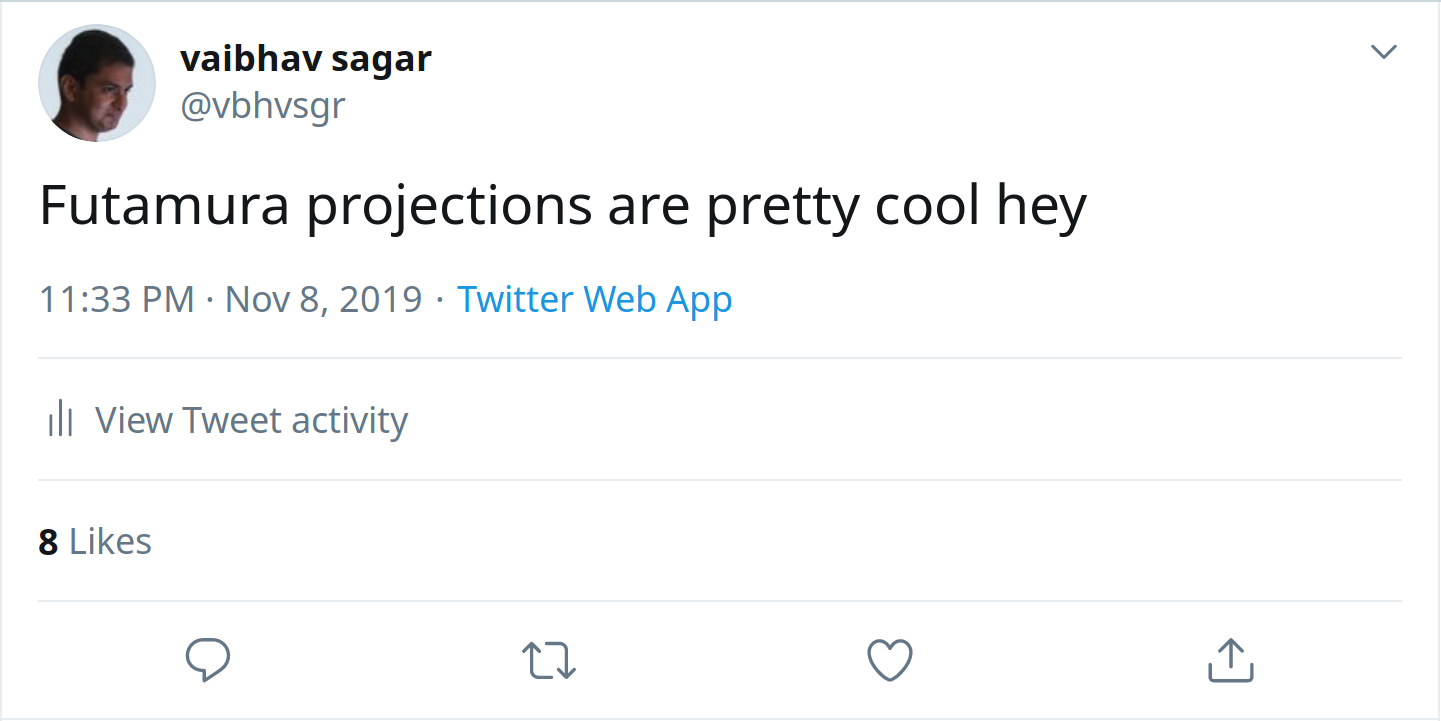 vaibhav sagar
@vbhvsgr
Futamura projections are pretty cool hey
11:33 PM · Nov 8, 2019 · Twitter Web App
View Tweet activity
8 Likes